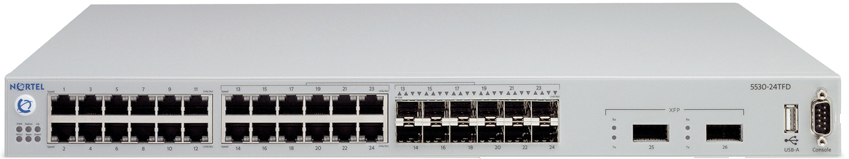 NORTEL
1 3 5 7 9 11
13 15 17 19 21 23
13 15 17 19 21 23
5530-24TFD
XFP
2 4 6 8 10 12
14 16 18 20 22 24
14 16 18 20 22 24
25
26
USB-A
Console